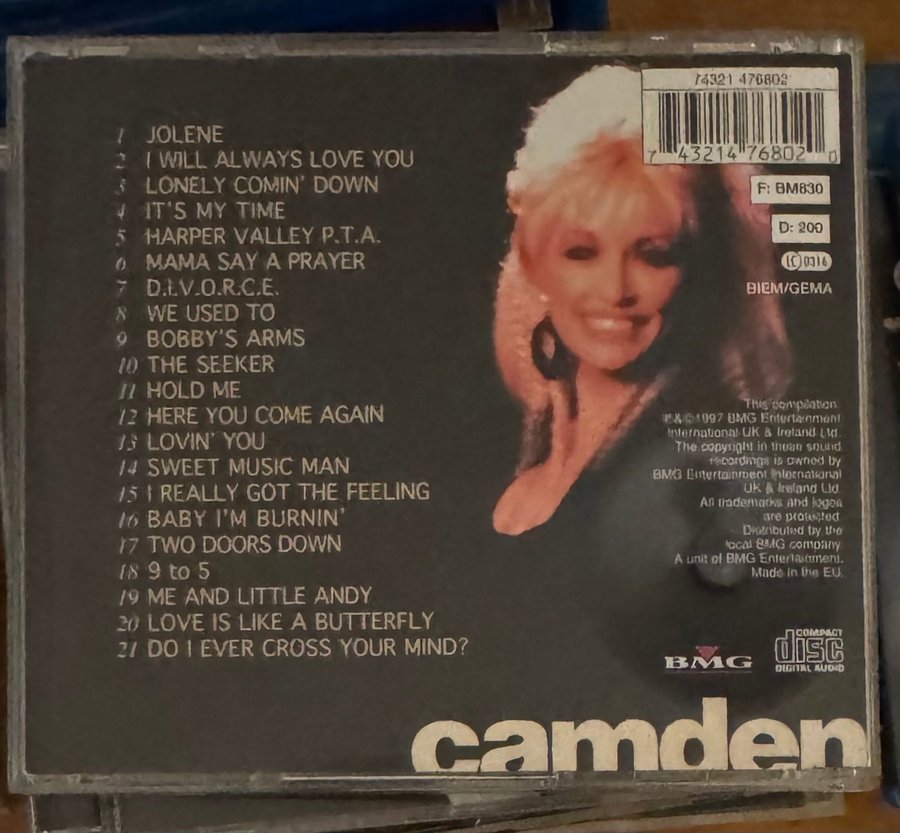 1 JOLENE
2 I WILL ALWAYS LOVE YOU
3 LONELY COMIN' DOWN
4 IT'S MY TIME
5 HARPER VALLEY P.T.A.
6 MAMA SAY A PRAYER
7 D.I.V.O.R.C.E.
8 WE USED TO
9 BOBBY'S ARMS
10 THE SEEKER
11 HOLD ME
12 HERE YOU COME AGAIN
13 LOVIN' YOU
14 SWEET MUSIC MAN
15 I REALLY GOT THE FEELING
16 BABY I'M BURNIN'
17 TWO DOORS DOWN
18 9 to 5
19 ME AND LITTLE ANDY
20 LOVE IS LIKE A BUTTERFLY
21 DO I EVER CROSS YOUR MIND?
74321 476802
7 43214 76802 0
F: BM830
D: 200
LC 0316
BIEM/GEMA
This compilation
℗&© 1997 BMG Entertainment
International UK & Ireland Ltd.
The copyright in these sound
recordings is owned by
BMG Entertainment International
UK & Ireland Ltd.
All trademarks and logos
are protected.
Distributed by the
local BMG company.
A unit of BMG Entertainment.
Made in the EU.
BMG
COMPACT
disc
DIGITAL AUDIO
camden